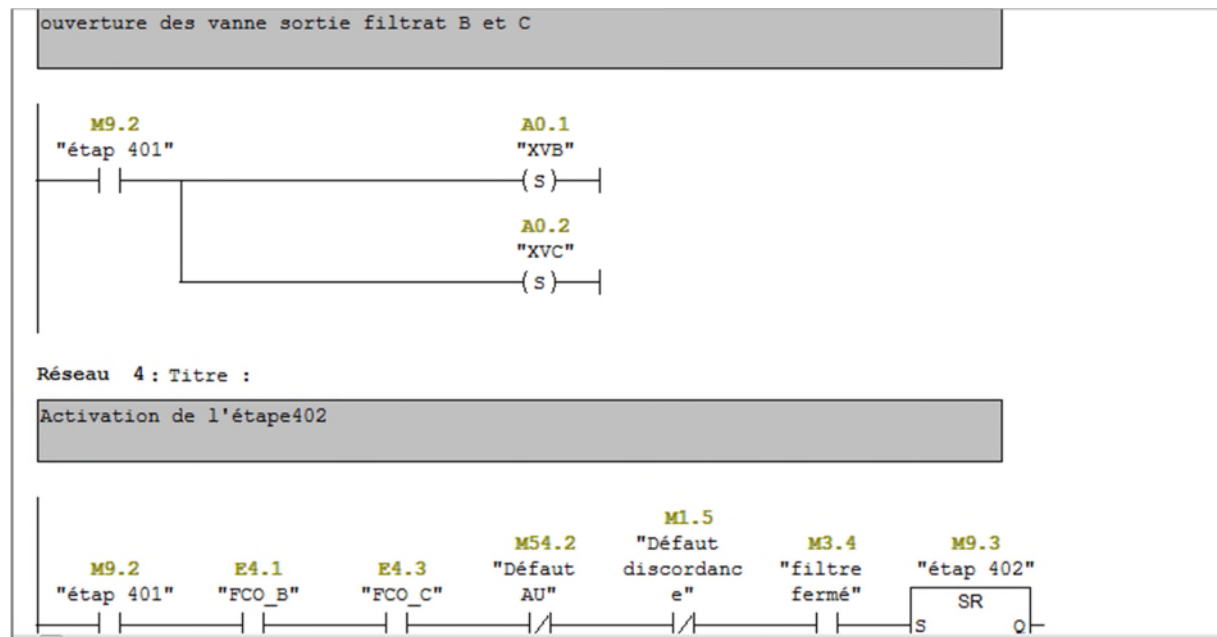 ouverture des vanne sortie filtrat B et C
M9.2
"étap 401"
A0.1
"XVB"
S
A0.2
"XVC"
S
Réseau 4 : Titre :
Activation de l'étape402
M9.2
"étap 401"
E4.1
"FCO_B"
E4.3
"FCO_C"
M54.2
"Défaut
AU"
M1.5
"Défaut
discordanc
e"
M3.4
"filtre
fermé"
M9.3
"étap 402"
SR
S Q